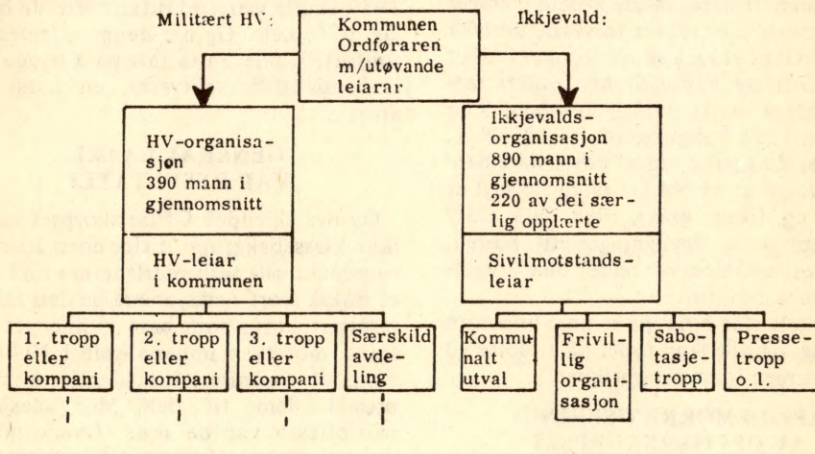 Militært HV:
Kommunen
Ordføraren
m/utøvande
leiarar
Ikkjevald:
HV-organisa-
sjon
390 mann i
gjennomsnitt
HV-leiar
i kommunen
Ikkjevalds-
organisasjon
890 mann i
gjennomsnitt
220 av dei sær-
lig opplærte
Sivilmotstands-
leiar
1. tropp
eller
kompani
2. tropp
eller
kompani
3. tropp
eller
kompani
Særskild
avde-
ling
Kommu-
nalt
utval
Frivil-
lig
organi-
sasjon
Sabo-
tasje-
tropp
Presse-
tropp
o.l.